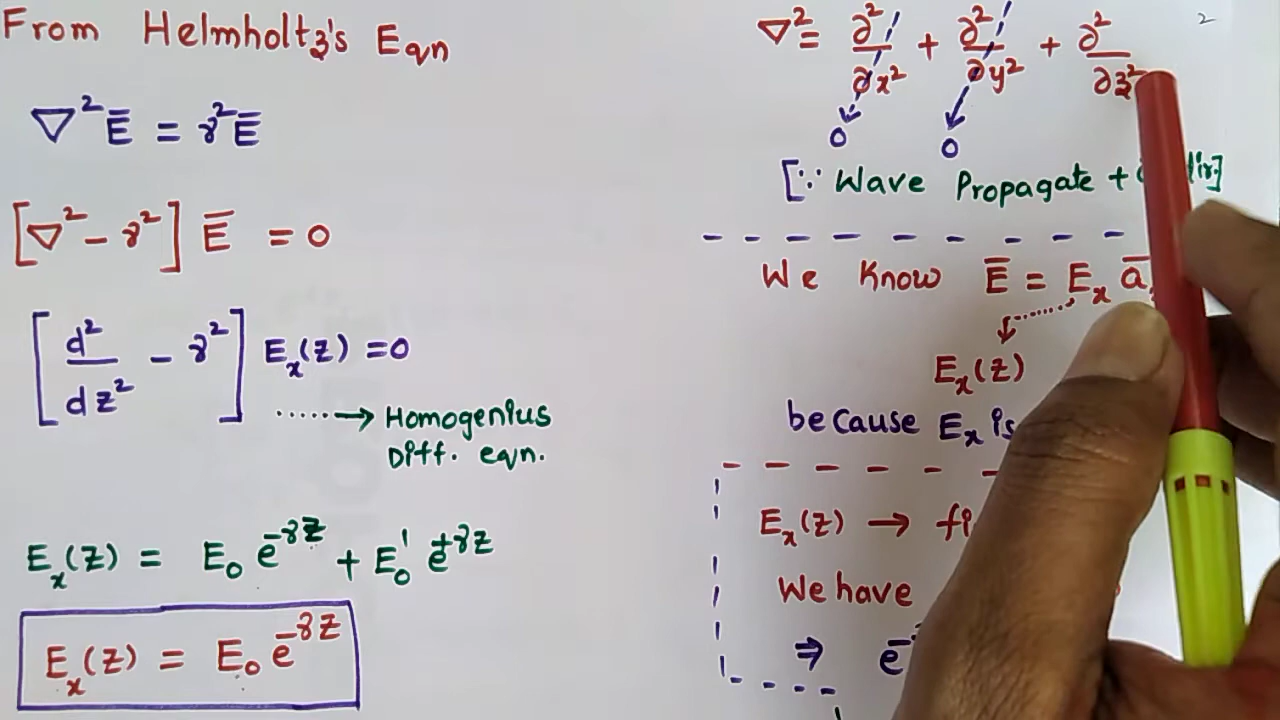 From Helmholtz's Eqn
∇²E̅ = γ²E̅
[∇² − γ²] E̅ = 0
[d²/dz² − γ²] Eₓ(z) = 0
Homogenius
Diff. eqn.
Eₓ(z) = E₀ e^−γz + E₀' e^+γz
Eₓ(z) = E₀ e^−γz
2
∇² = ∂²/∂x² + ∂²/∂y² + ∂²/∂z²
0 0
[∵ Wave Propagate +
We Know E̅ = Eₓ a̅
Eₓ(z)
because Eₓ is
Eₓ(z) →
We have
⇒ e^−